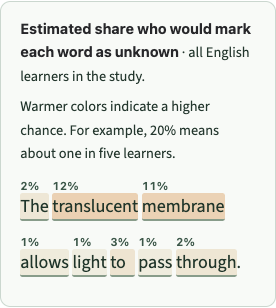 Estimated share who would mark
each word as unknown · all English
learners in the study.
Warmer colors indicate a higher
chance. For example, 20% means
about one in five learners.
2% 12% 11%
The translucent membrane
1% 1% 3% 1% 2%
allows light to pass through.